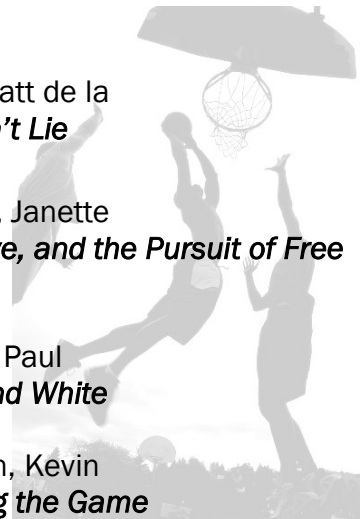 att de la
’t Lie
, Janette
e, and the Pursuit of Free
Paul
nd White
n, Kevin
g the Game